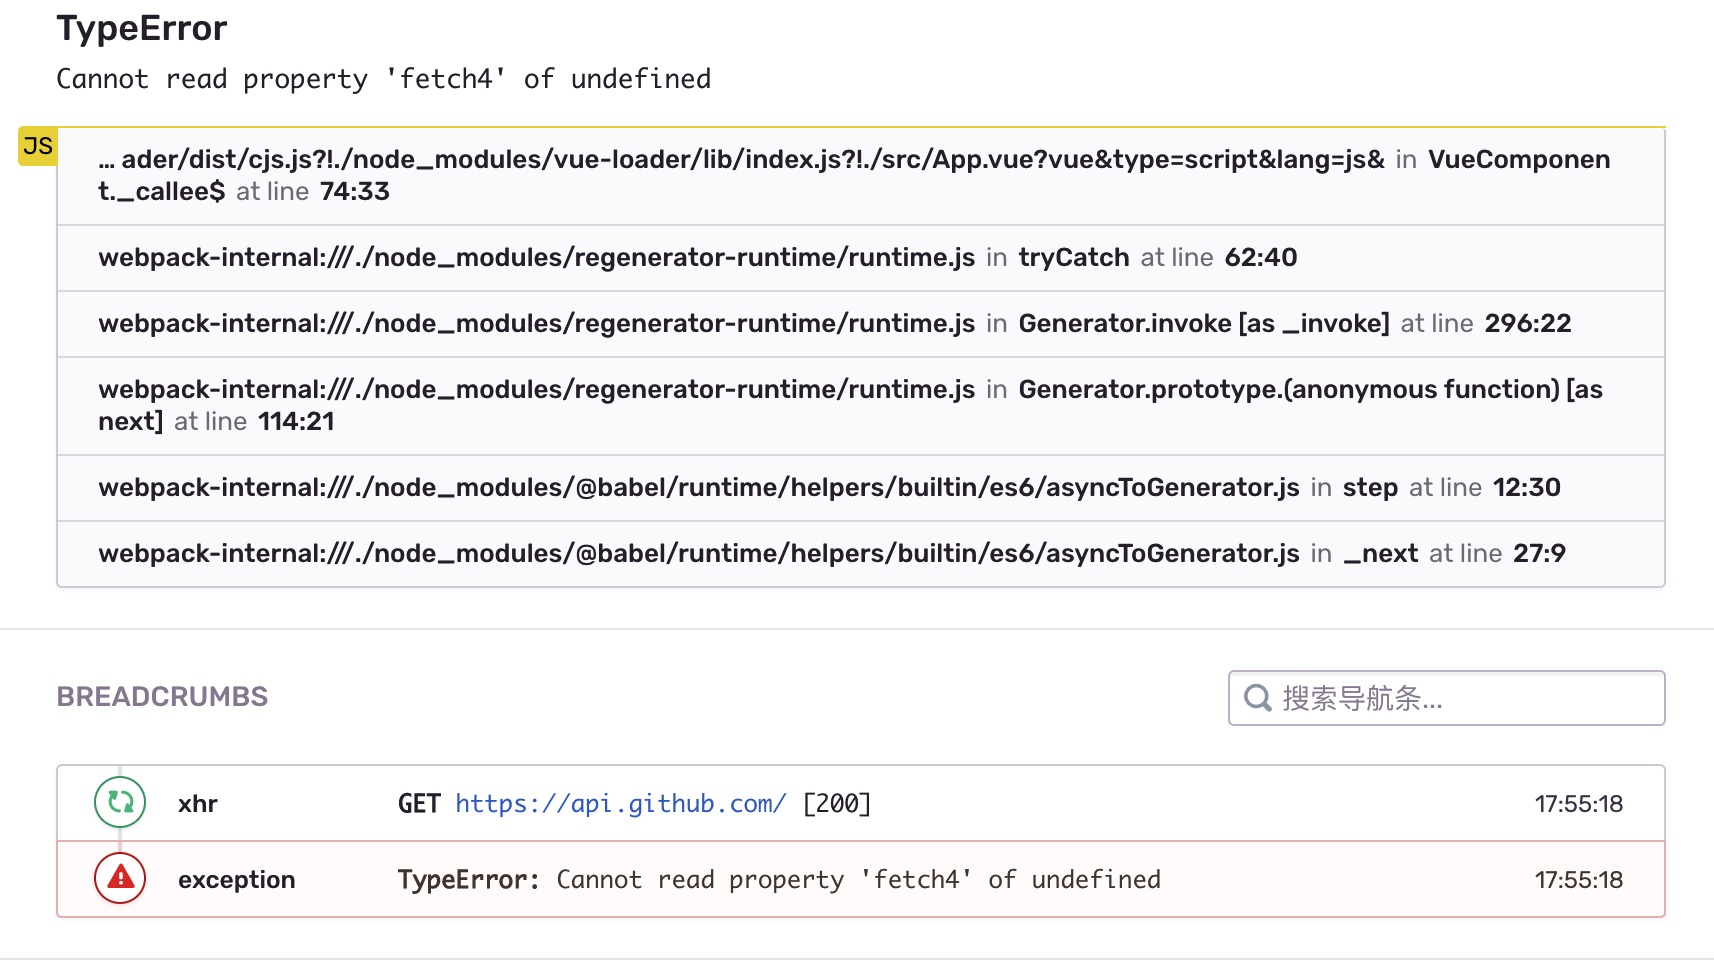 TypeError
Cannot read property 'fetch4' of undefined
JS
… ader/dist/cjs.js?!./node_modules/vue-loader/lib/index.js?!./src/App.vue?vue&type=script&lang=js& in VueComponen
t._callee$ at line 74:33
webpack-internal:///./node_modules/regenerator-runtime/runtime.js in tryCatch at line 62:40
webpack-internal:///./node_modules/regenerator-runtime/runtime.js in Generator.invoke [as _invoke] at line 296:22
webpack-internal:///./node_modules/regenerator-runtime/runtime.js in Generator.prototype.(anonymous function) [as
next] at line 114:21
webpack-internal:///./node_modules/@babel/runtime/helpers/builtin/es6/asyncToGenerator.js in step at line 12:30
webpack-internal:///./node_modules/@babel/runtime/helpers/builtin/es6/asyncToGenerator.js in _next at line 27:9
BREADCRUMBS
搜索导航条...
xhr GET https://api.github.com/ [200] 17:55:18
exception TypeError: Cannot read property 'fetch4' of undefined 17:55:18